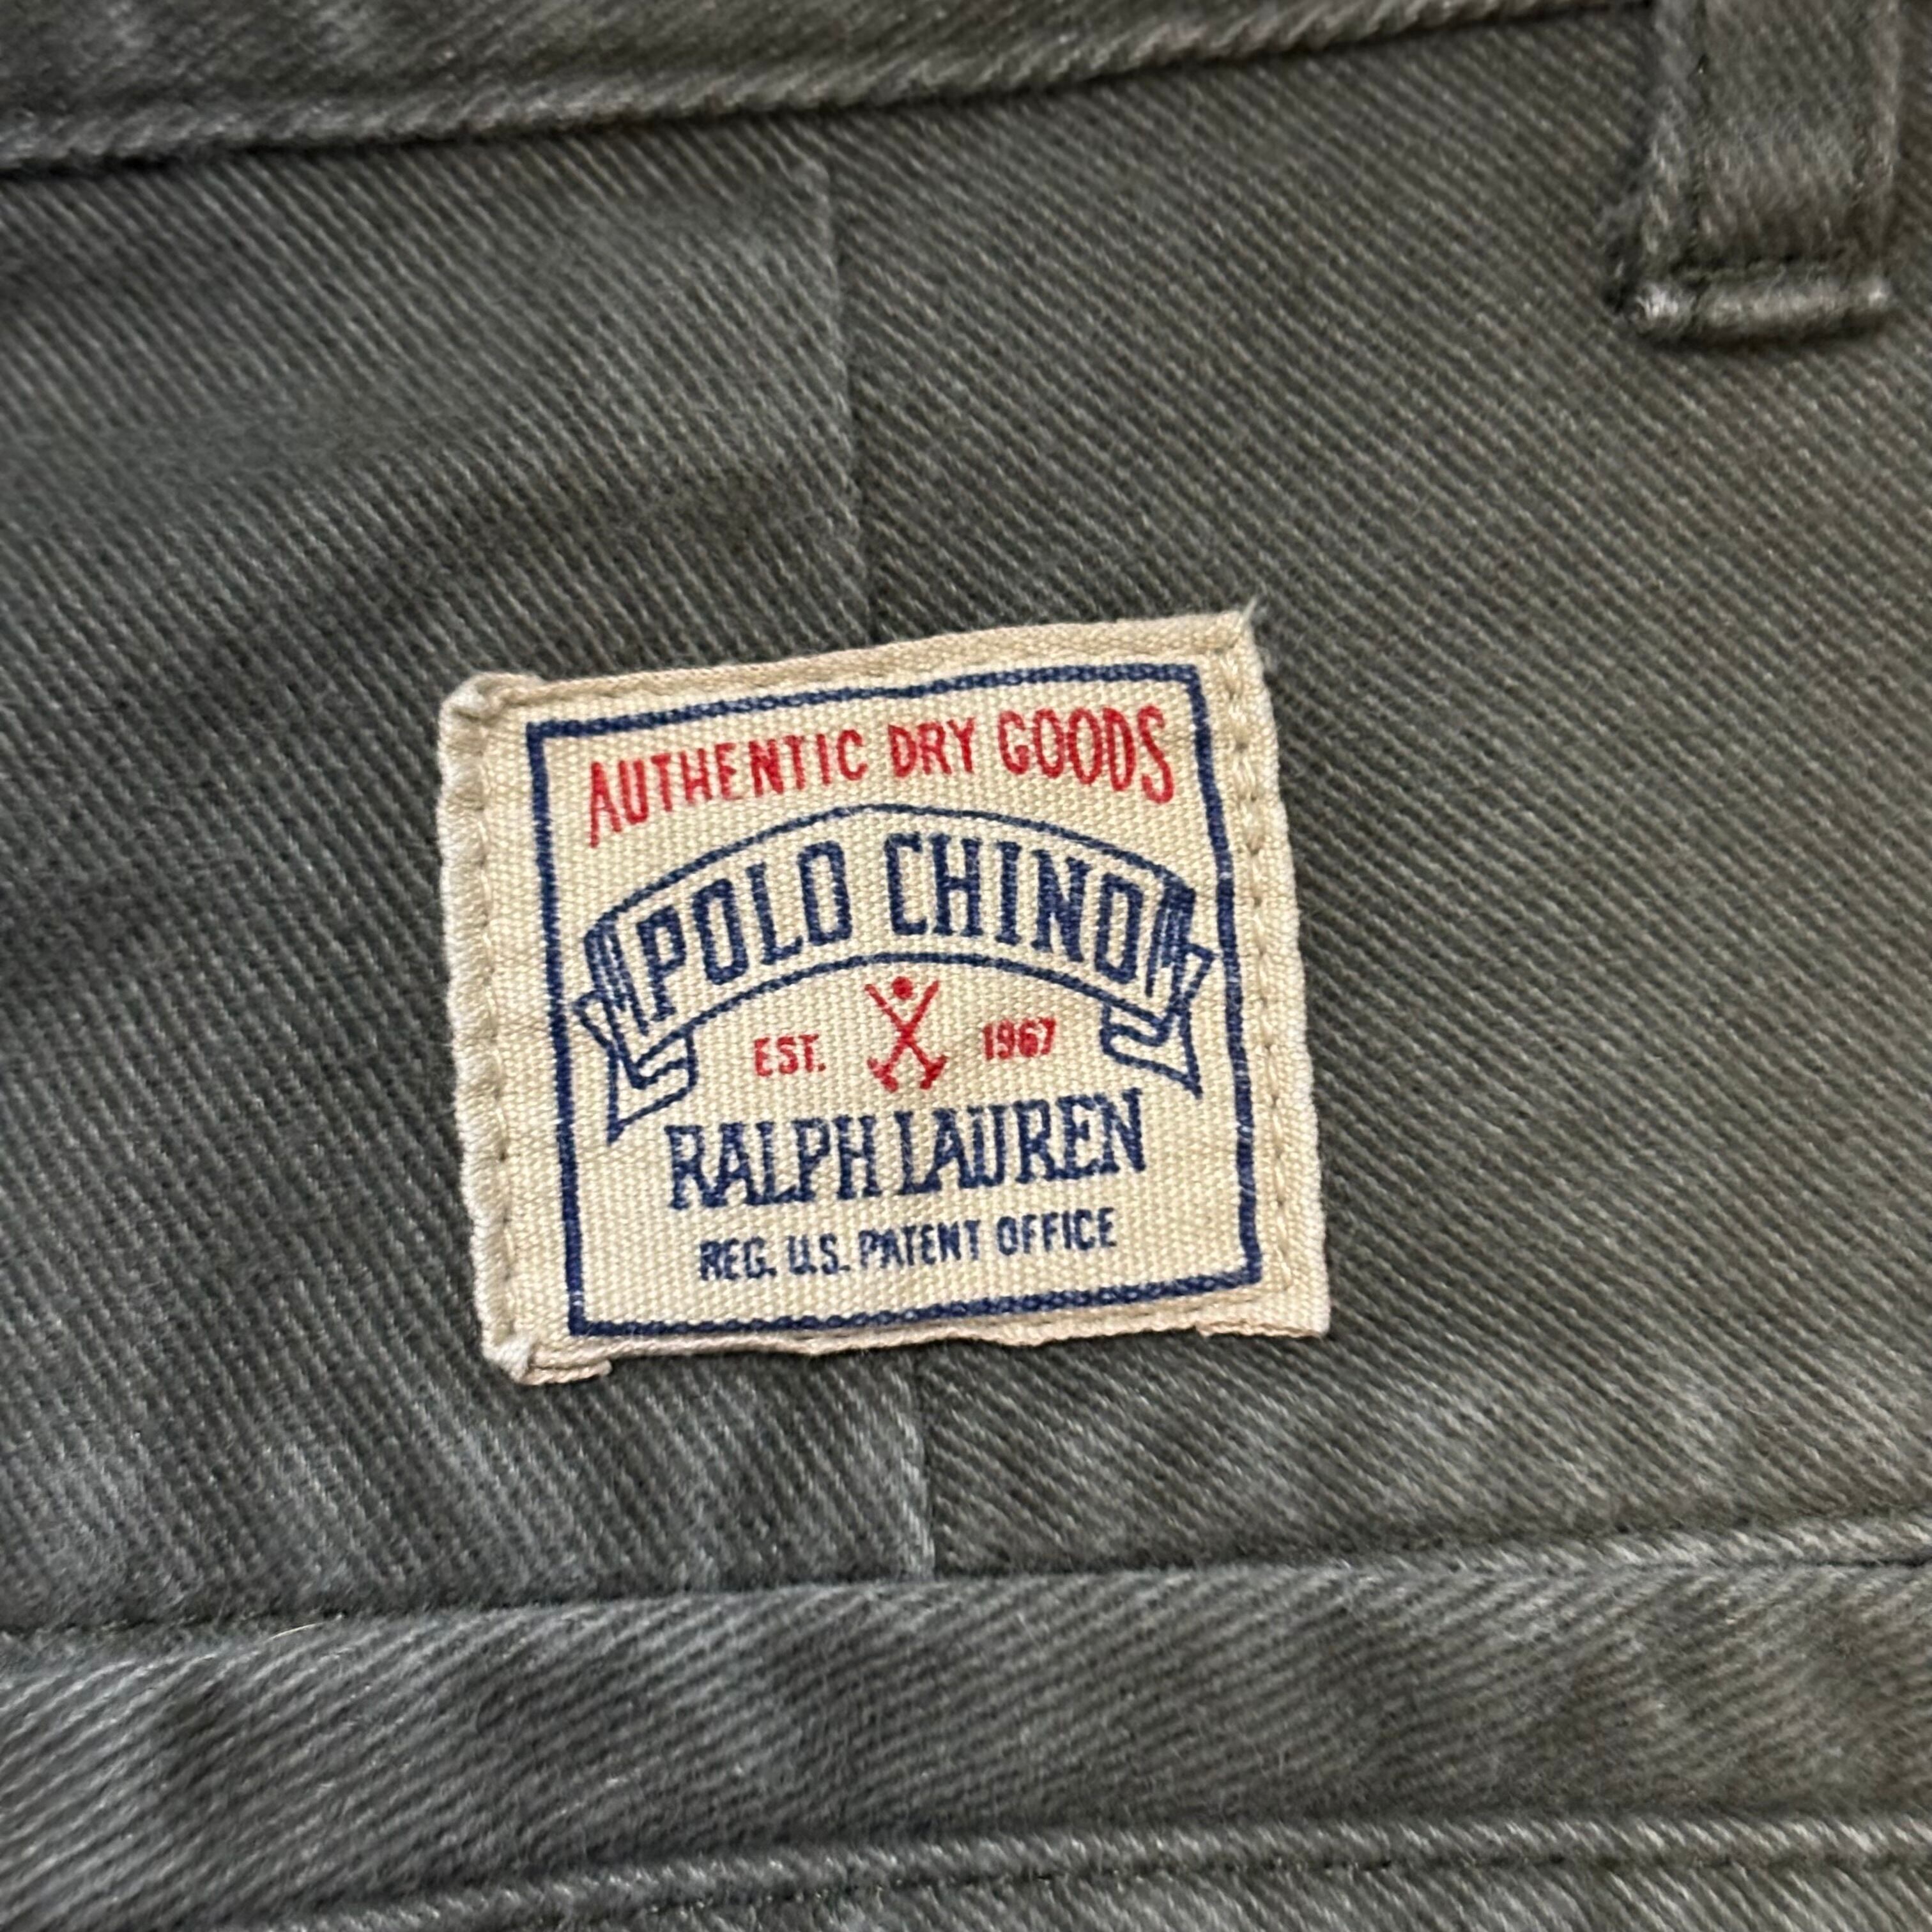 AUTHENTIC DRY GOODS
POLO CHINO
EST. 1967
RALPH LAUREN
REG. U.S. PATENT OFFICE